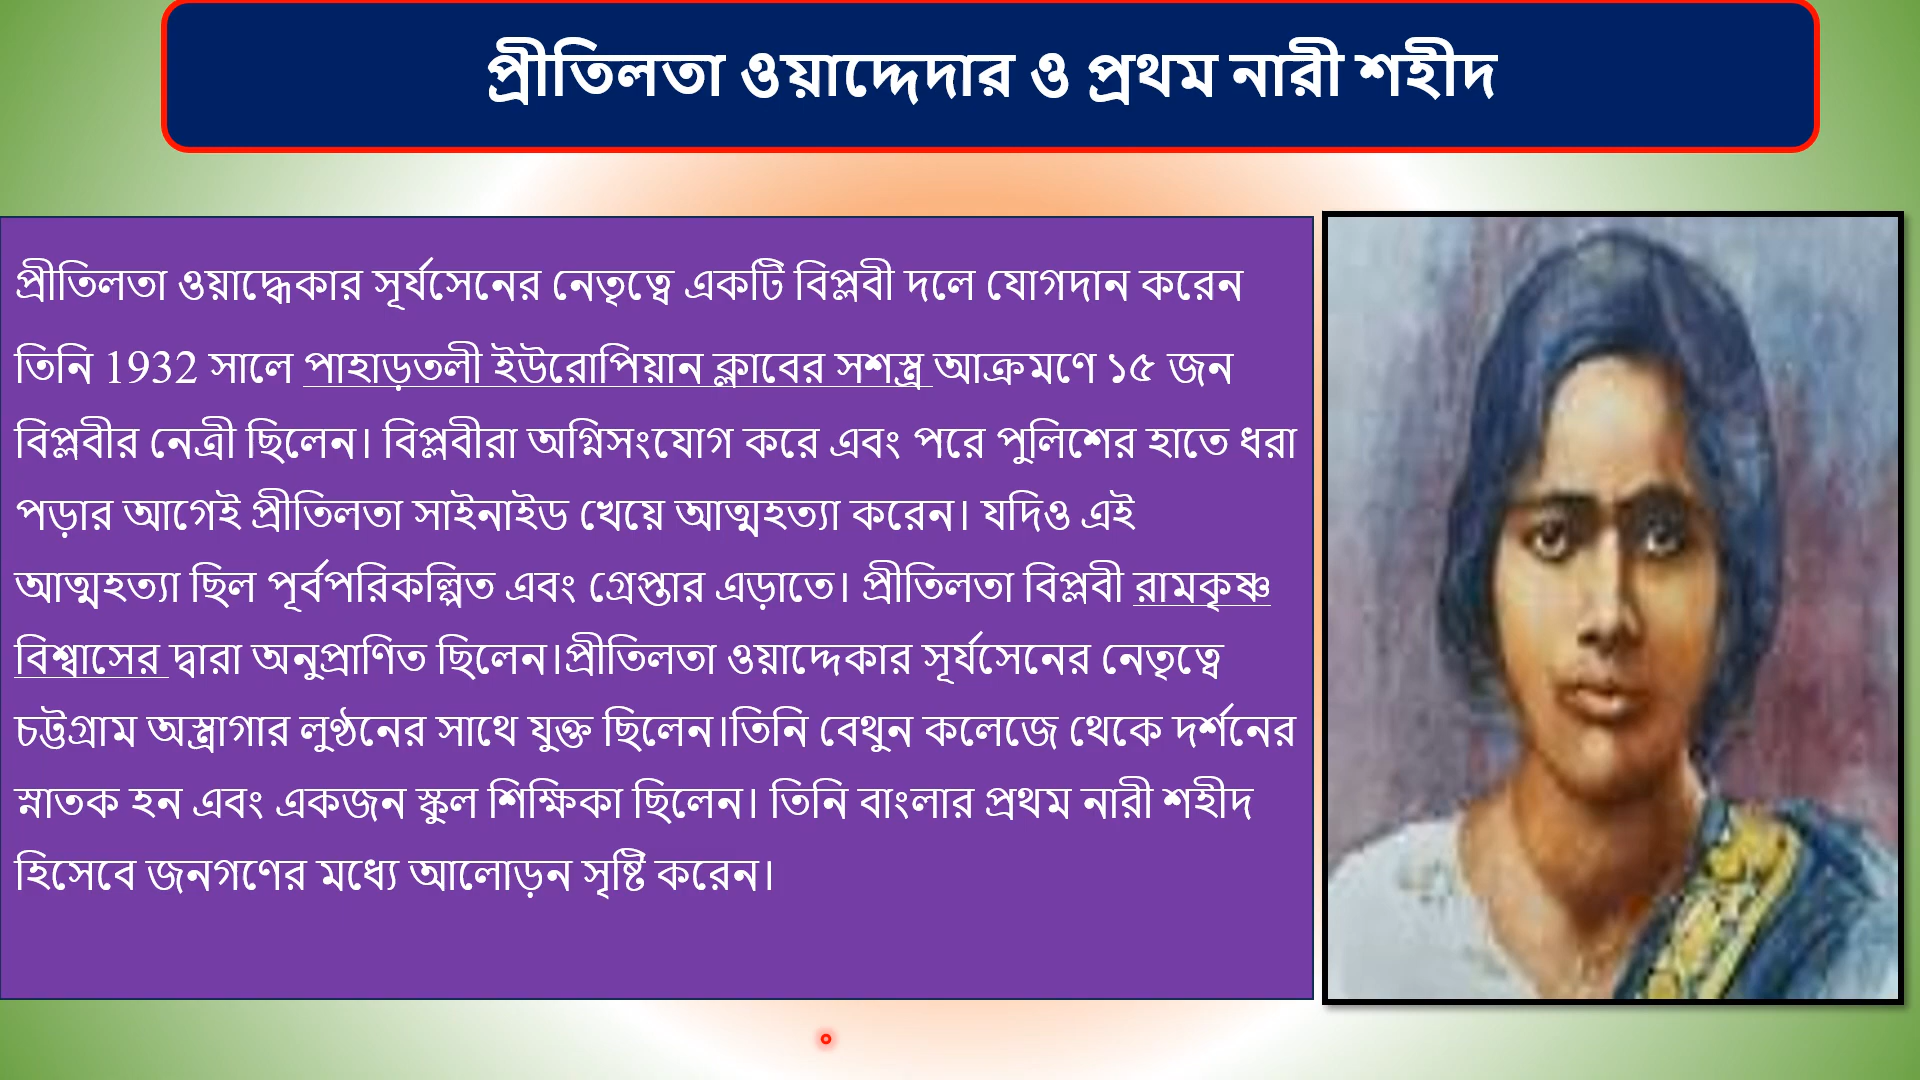 প্রীতিলতা ওয়াদ্দেদার ও প্রথম নারী শহীদ
প্রীতিলতা ওয়াদ্ধেকার সূর্যসেনের নেতৃত্বে একটি বিপ্লবী দলে যোগদান করেন
তিনি 1932 সালে পাহাড়তলী ইউরোপিয়ান ক্লাবের সশস্ত্র আক্রমণে ১৫ জন
বিপ্লবীর নেত্রী ছিলেন। বিপ্লবীরা অগ্নিসংযোগ করে এবং পরে পুলিশের হাতে ধরা
পড়ার আগেই প্রীতিলতা সাইনাইড খেয়ে আত্মহত্যা করেন। যদিও এই
আত্মহত্যা ছিল পূর্বপরিকল্পিত এবং গ্রেপ্তার এড়াতে। প্রীতিলতা বিপ্লবী রামকৃষ্ণ
বিশ্বাসের দ্বারা অনুপ্রাণিত ছিলেন।প্রীতিলতা ওয়াদ্দেকার সূর্যসেনের নেতৃত্বে
চট্টগ্রাম অস্ত্রাগার লুণ্ঠনের সাথে যুক্ত ছিলেন।তিনি বেথুন কলেজে থেকে দর্শনের
স্নাতক হন এবং একজন স্কুল শিক্ষিকা ছিলেন। তিনি বাংলার প্রথম নারী শহীদ
হিসেবে জনগণের মধ্যে আলোড়ন সৃষ্টি করেন।